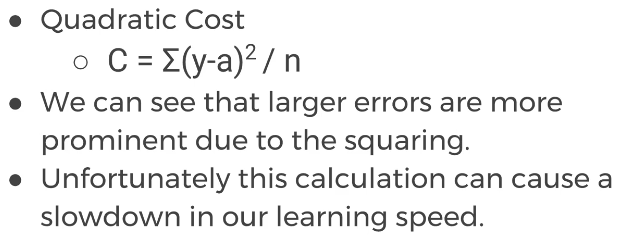 ● Quadratic Cost
○ C = Σ(y-a)² / n
● We can see that larger errors are more
prominent due to the squaring.
● Unfortunately this calculation can cause a
slowdown in our learning speed.